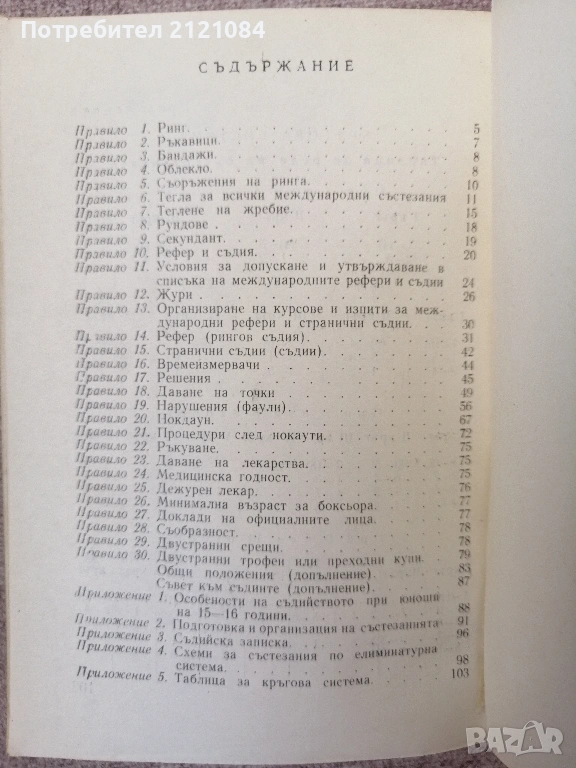 Потребител 2121084
СЪДЪРЖАНИЕ
Правило 1. Ринг. 5
Правило 2. Ръкавици. 7
Правило 3. Бандажи. 8
Правило 4. Облекло. 8
Правило 5. Съоръжения на ринга. 10
Правило 6. Тегла за всички международни състезания 11
Правило 7. Теглене на жребие. 15
Правило 8. Рундове. 18
Правило 9. Секундант. 19
Правило 10. Рефер и съдия. 20
Правило 11. Условия за допускане и утвърждаване в
списъка на международните рефери и съдии 24
Правило 12. Жури. 26
Правило 13. Организиране на курсове и изпити за меж-
дународни рефери и странични съдии. 30
Правило 14. Рефер (рингов съдия). 31
Правило 15. Странични съдии (съдии). 42
Правило 16. Времеизмервачи 44
Правило 17. Решения. 45
Правило 18. Даване на точки 49
Правило 19. Нарушения (фаули). 56
Правило 20. Нокдаун. 67
Правило 21. Процедури след нокаути. 72
Правило 22. Ръкуване. 75
Правило 23. Даване на лекарства. 75
Правило 24. Медицинска годност. 75
Правило 25. Дежурен лекар. 76
Правило 26. Минимална възраст за боксьора. 77
Правило 27. Доклади на официалните лица. 77
Правило 28. Съобразност. 78
Правило 29. Двустранни срещи. 78
Правило 30. Двустранни трофеи или преходни купи. 79
Общи положения (допълнение) 83
Съвет към съдиите (допълнение). 87
Приложение 1. Особености на съдийството при юноши
на 15—16 години. 88
Приложение 2. Подготовка и организация на състезанията 91
Приложение 3. Съдийска записка. 96
Приложение 4. Схеми за състезания по елиминатурна
система. 98
Приложение 5. Таблица за кръгова система. 103
BAZAR